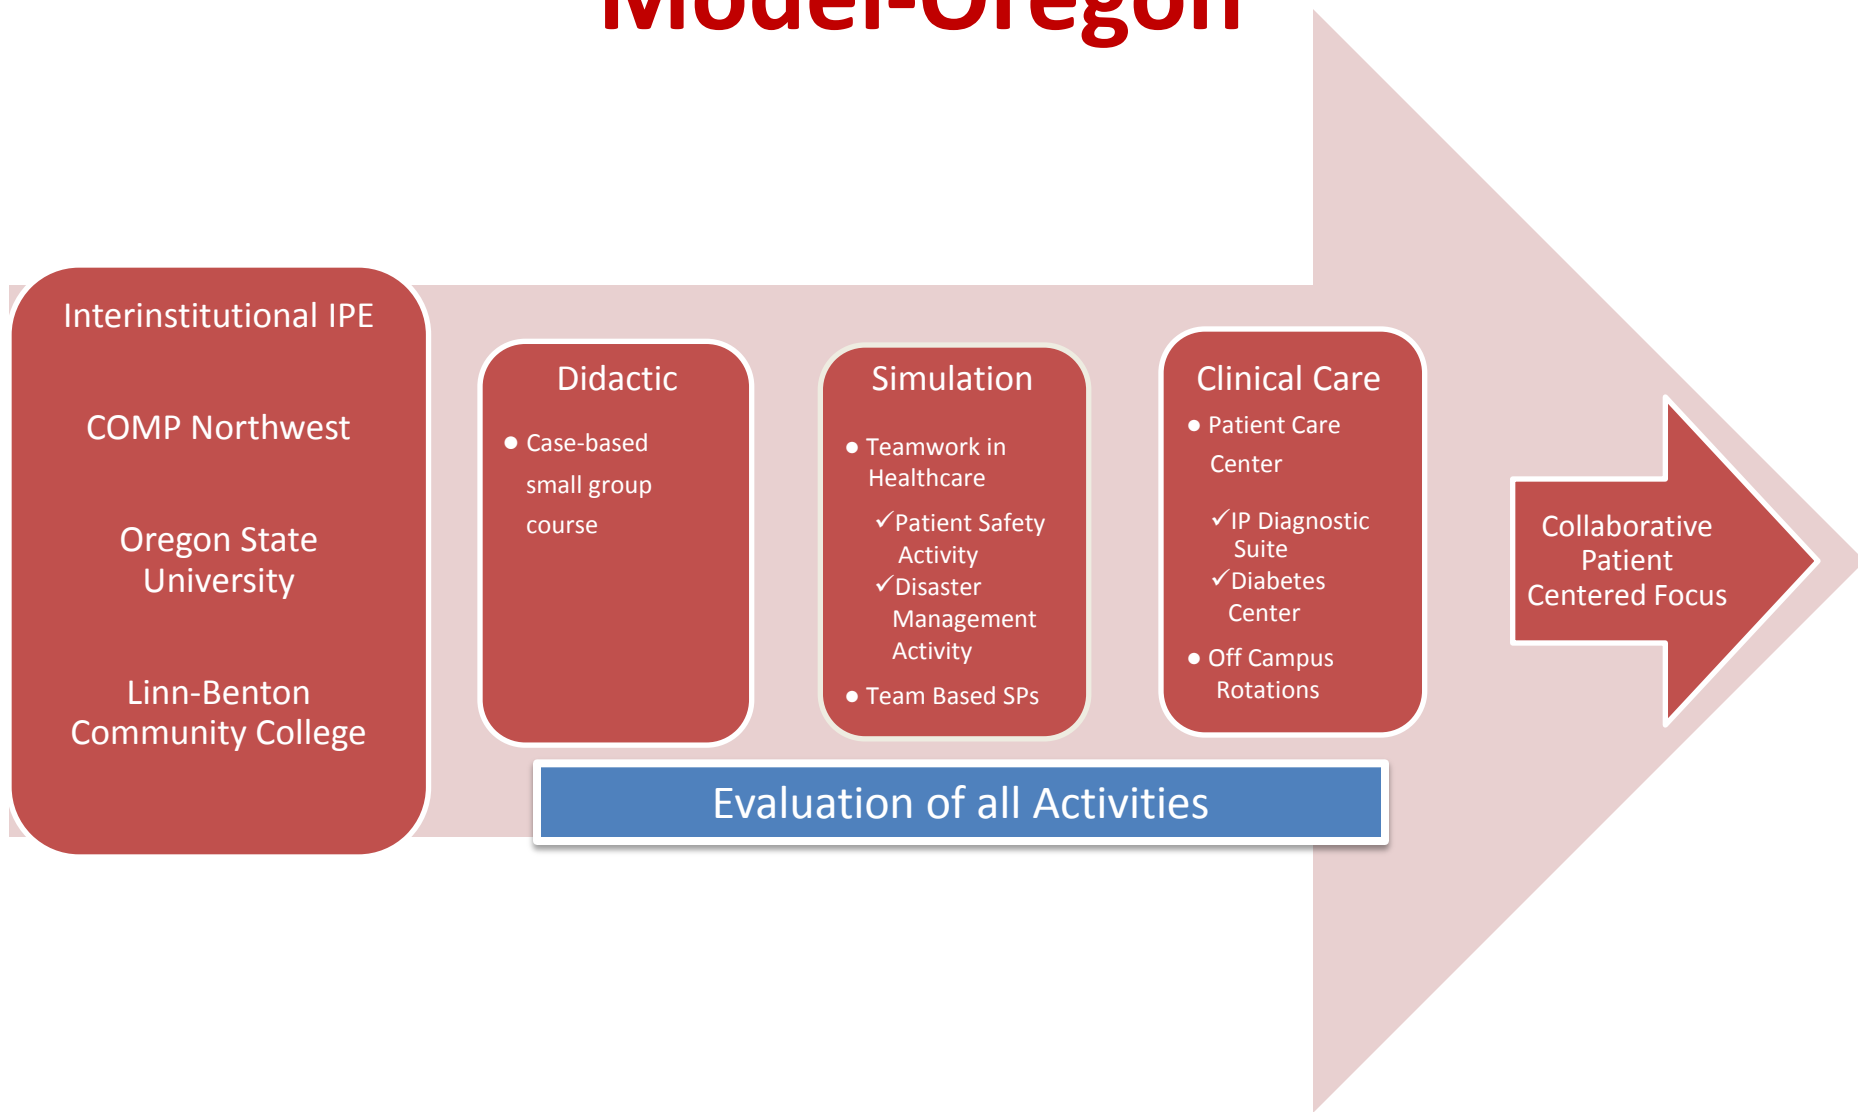 Model-Oregon
Interinstitutional IPE
COMP Northwest
Oregon State
University
Linn-Benton
Community College
Didactic
● Case-based
small group
course
Simulation
● Teamwork in
Healthcare
✓Patient Safety
Activity
✓Disaster
Management
Activity
● Team Based SPs
Clinical Care
● Patient Care
Center
✓IP Diagnostic
Suite
✓Diabetes
Center
● Off Campus
Rotations
Collaborative
Patient
Centered Focus
Evaluation of all Activities